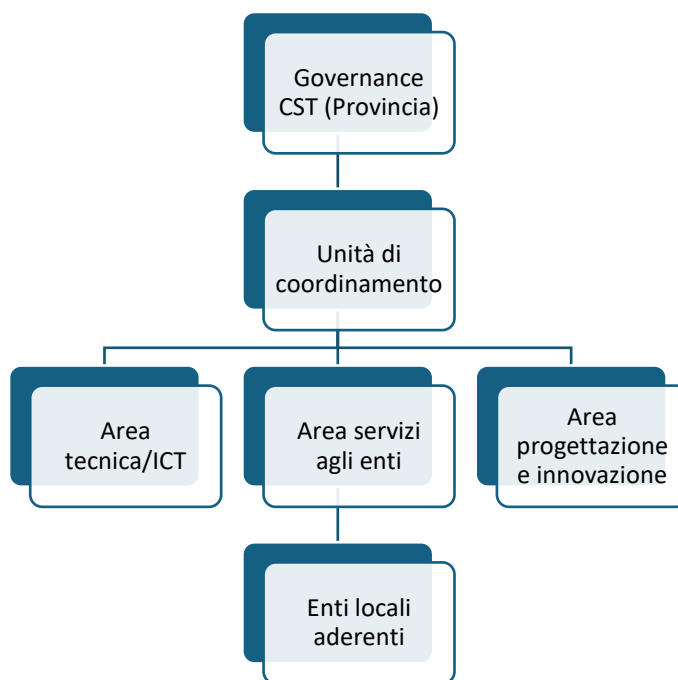 Governance
CST (Provincia)
Unità di
coordinamento
Area
tecnica/ICT
Area servizi
agli enti
Area
progettazione
e innovazione
Enti locali
aderenti